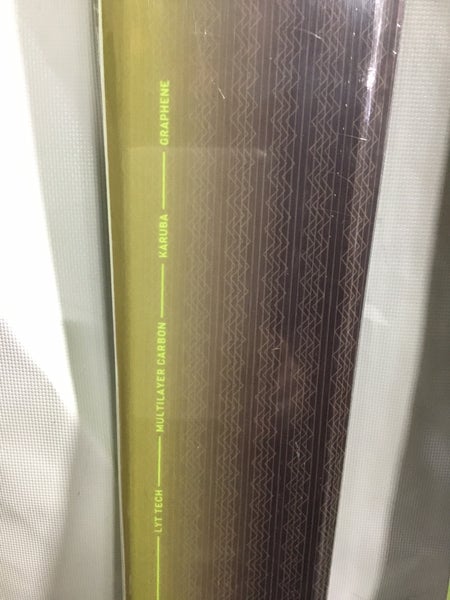 LYT TECH — MULTILAYER CARBON — KARUBA — GRAPHENE